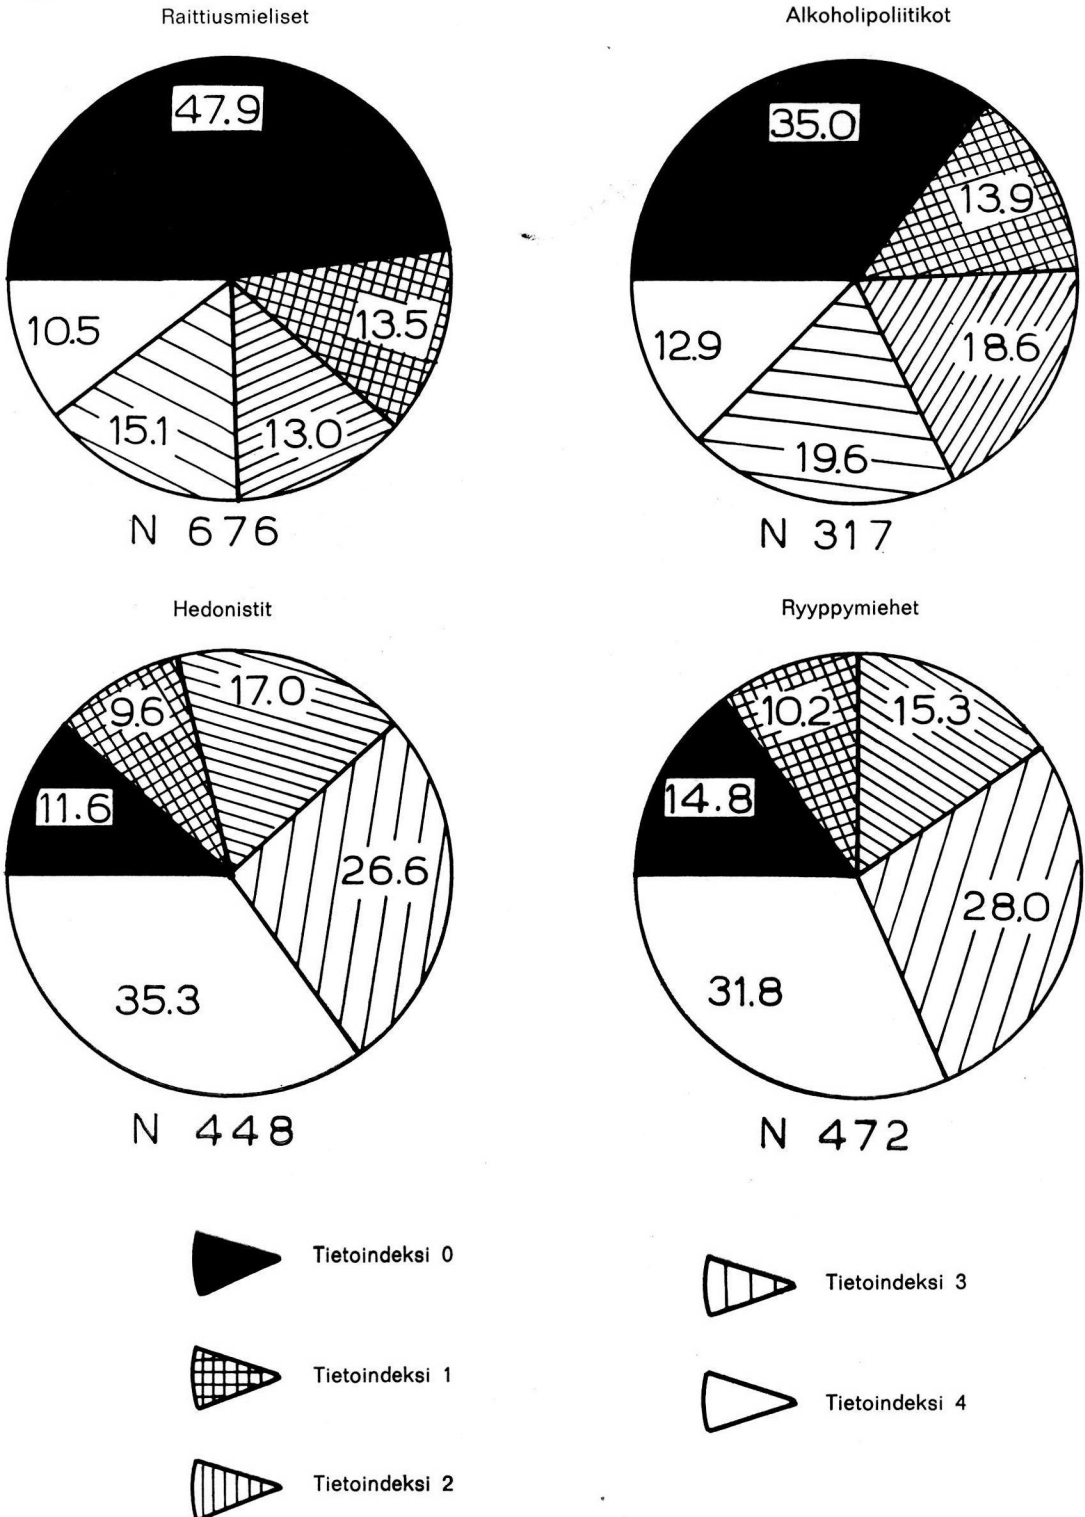 Raittiusmieliset
47.9
13.5
13.0
15.1
10.5
N 676
Alkoholipoliitikot
35.0
13.9
18.6
19.6
12.9
N 317
Hedonistit
11.6
9.6
17.0
26.6
35.3
N 448
Ryyppymiehet
14.8
10.2
15.3
28.0
31.8
N 472
Tietoindeksi 0
Tietoindeksi 1
Tietoindeksi 2
Tietoindeksi 3
Tietoindeksi 4